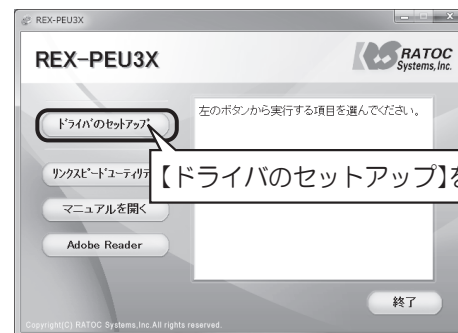 REX-PEU3X
REX-PEU3X
RATOC
Systems, Inc.
ドライバのセットアップ
左のボタンから実行する項目を選んでください。
リンクスピードユーティリテ
【ドライバのセットアップ】を
マニュアルを開く
Adobe Reader
終了
Copyright(C) RATOC Systems,Inc.All rights reserved.